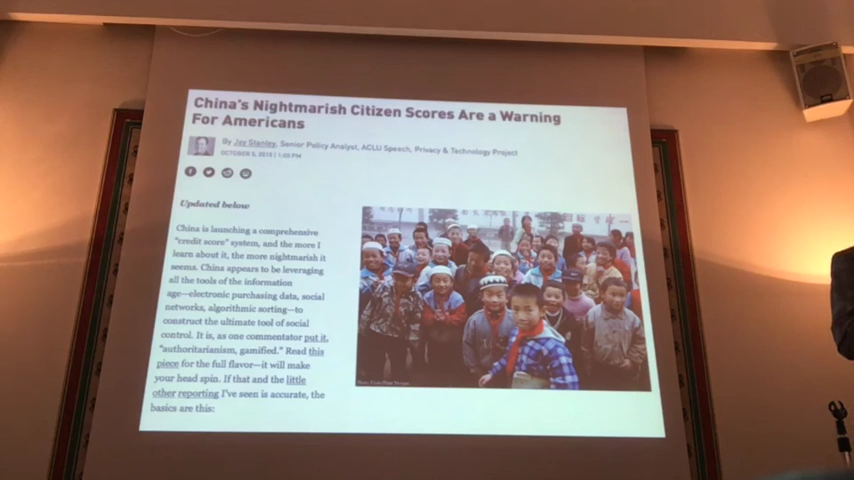 China's Nightmarish Citizen Scores Are a Warning
For Americans
By Jay Stanley, Senior Policy Analyst, ACLU Speech, Privacy & Technology Project
OCTOBER 5, 2015 | 1:00 PM
Updated below
China is launching a comprehensive
"credit score" system, and the more I
learn about it, the more nightmarish it
seems. China appears to be leveraging
all the tools of the information
age—electronic purchasing data, social
networks, algorithmic sorting—to
construct the ultimate tool of social
control. It is, as one commentator put it,
"authoritarianism, gamified." Read this
piece for the full flavor—it will make
your head spin. If that and the little
other reporting I've seen is accurate, the
basics are this: